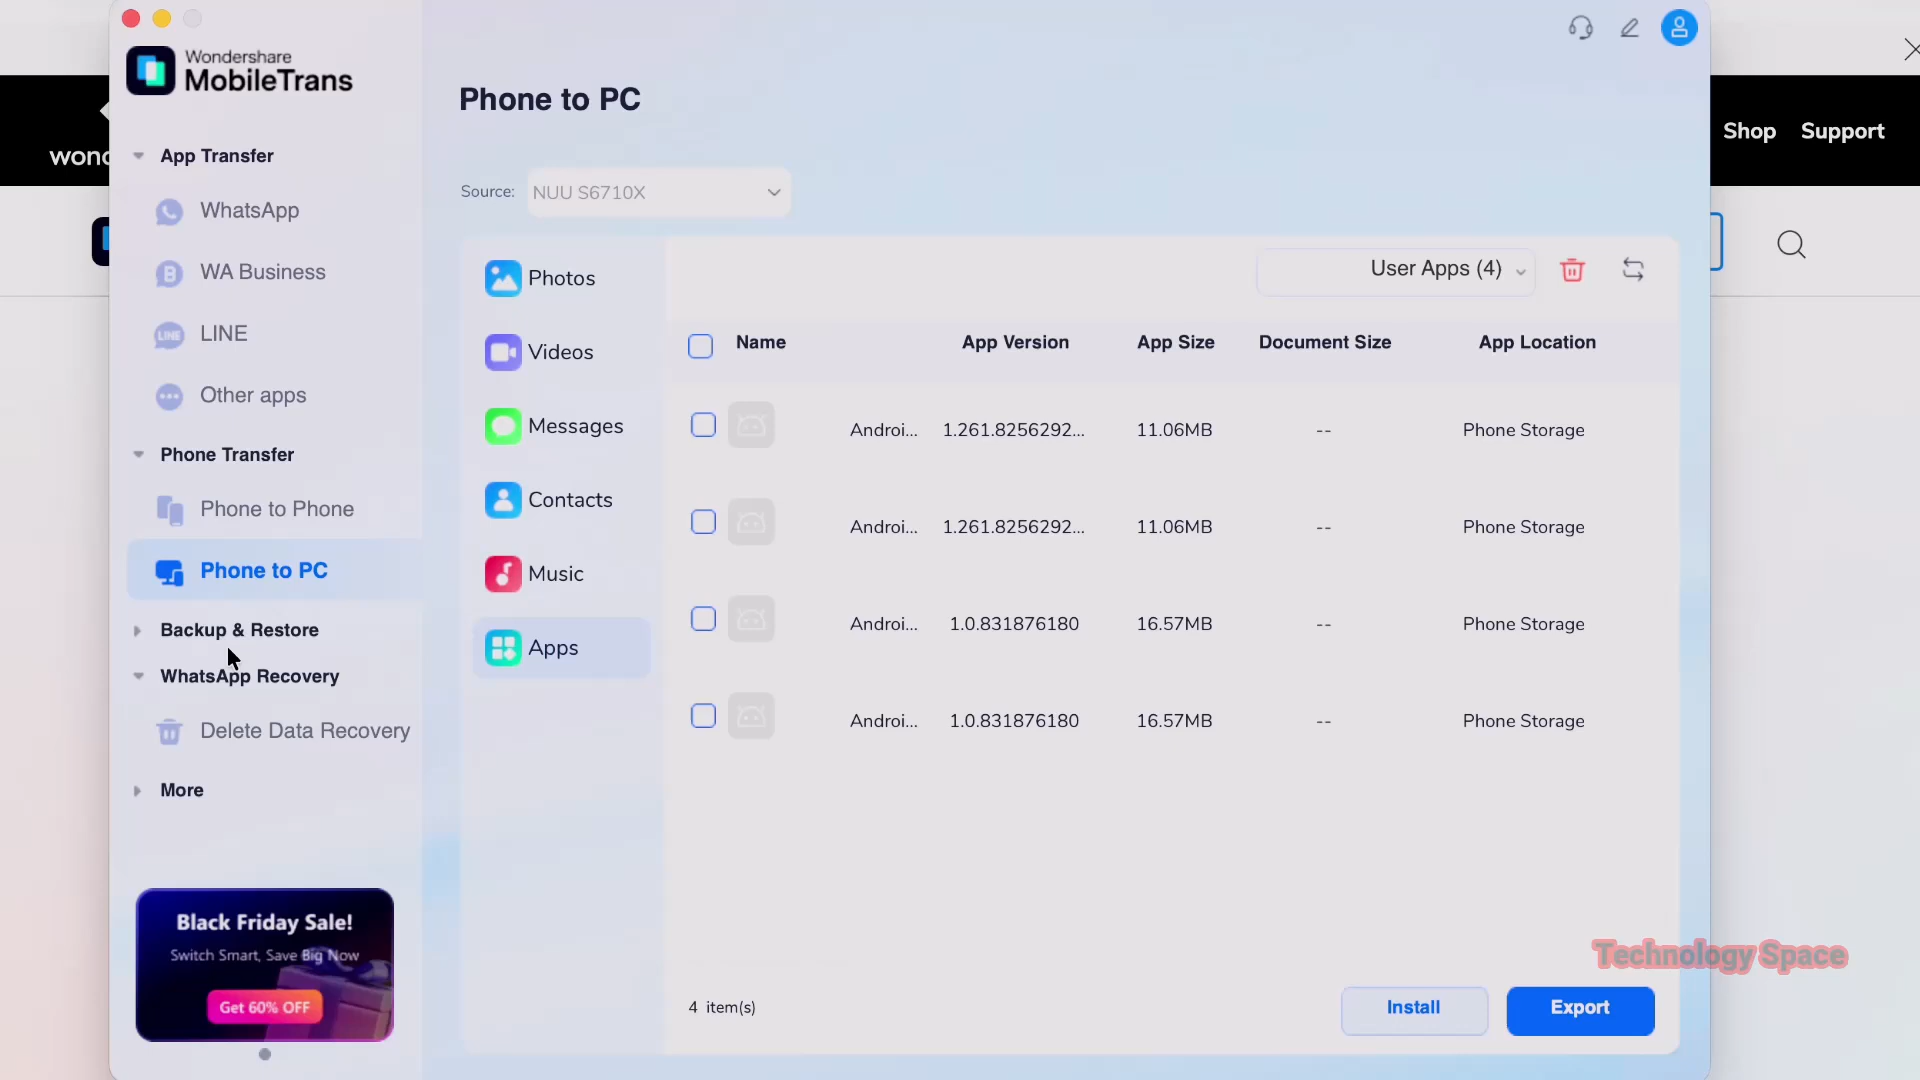 Wondershare
MobileTrans
App Transfer
WhatsApp
WA Business
LINE
Other apps
Phone Transfer
Phone to Phone
Phone to PC
Backup & Restore
WhatsApp Recovery
Delete Data Recovery
More
Black Friday Sale!
Switch Smart, Save Big Now
Get 60% OFF
Phone to PC
Source: NUU S6710X
Photos
Videos
Messages
Contacts
Music
Apps
User Apps (4)
Name App Version App Size Document Size App Location
Androi... 1.261.8256292... 11.06MB -- Phone Storage
Androi... 1.261.8256292... 11.06MB -- Phone Storage
Androi... 1.0.831876180 16.57MB -- Phone Storage
Androi... 1.0.831876180 16.57MB -- Phone Storage
4 item(s)
Install
Export
Shop Support
Technology Space